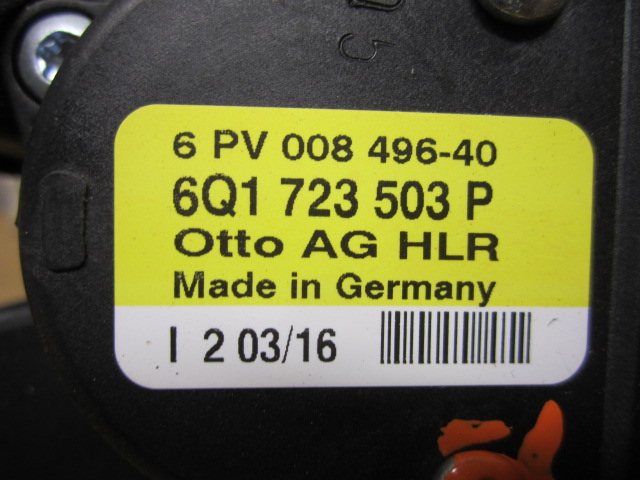 6 PV 008 496-40
6Q1 723 503 P
Otto AG HLR
Made in Germany
I 2 03/16